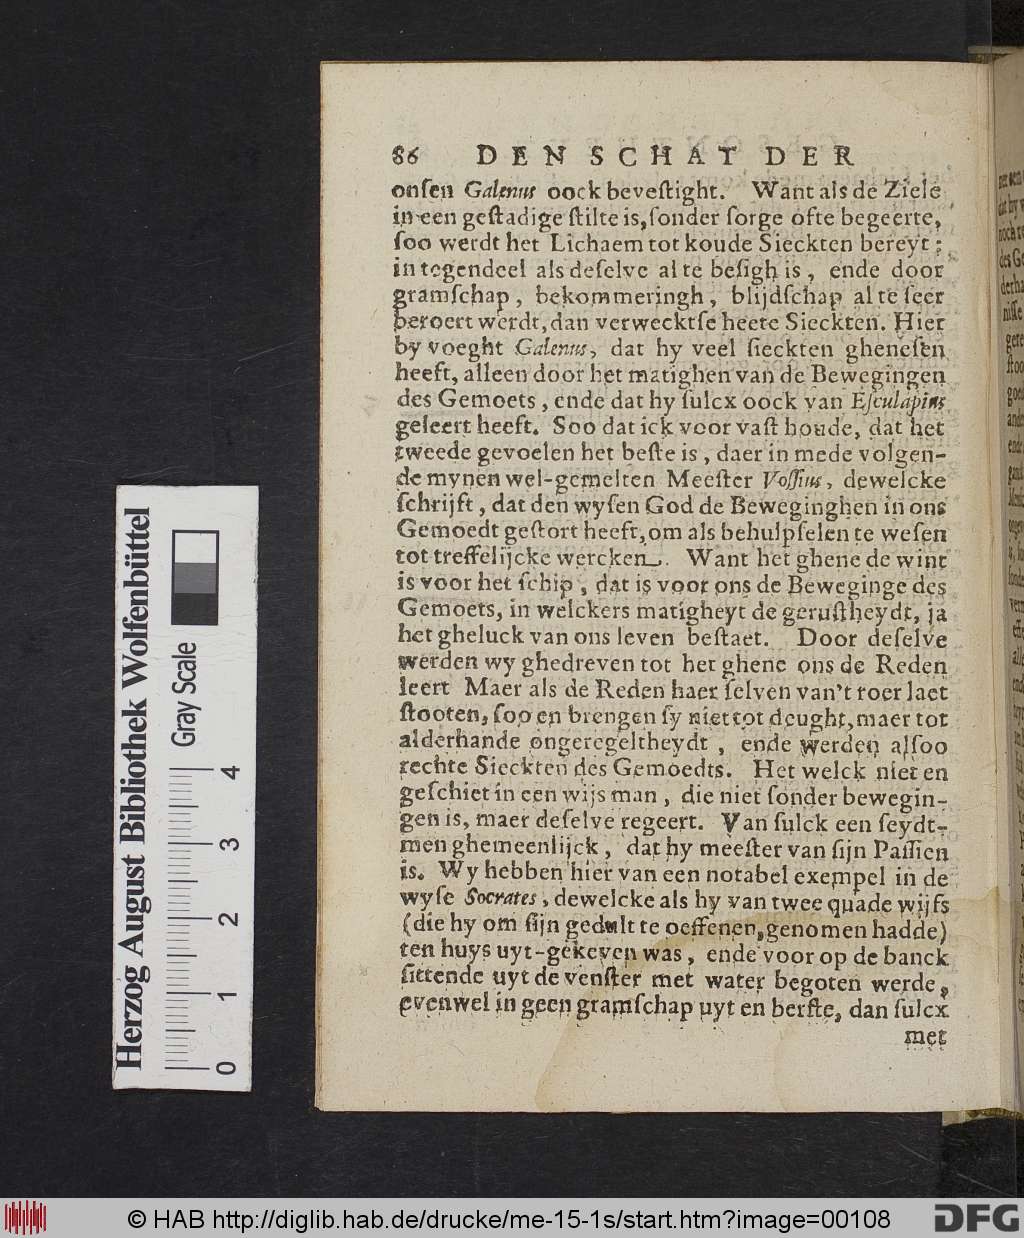 86 DEN SCHAT DER
onſen Galenus oock beveſtight. Want als de Ziele
in een geſtadige ſtilte is, ſonder ſorge ofte begeerte,
ſoo werdt het Lichaem tot koude Sieckten bereyt:
in tegendeel als deſelve al te beſigh is, ende door
gramſchap, bekommeringh, blijdſchap al te ſeer
beroert werdt, dan verwecktſe heete Sieckten. Hier
by voeght Galenus, dat hy veel ſieckten gheneſen
heeft, alleen door het matighen van de Bewegingen
des Gemoets, ende dat hy ſulcx oock van Eſculapius
geleert heeft. Soo dat ick voor vaſt houde, dat het
tweede gevoelen het beſte is, daer in mede volgen-
de mynen wel-gemelten Meeſter Voſſius, dewelcke
ſchrijft, dat den wyſen God de Beweginghen in ons
Gemoedt geſtort heeft, om als behulpſelen te weſen
tot treffelijcke wercken. Want het ghene de wint
is voor het ſchip, dat is voor ons de Beweginge des
Gemoets, in welckers matigheyt de geruſtheydt, ja
het gheluck van ons leven beſtaet. Door deſelve
werden wy ghedreven tot het ghene ons de Reden
leert Maer als de Reden haer ſelven van't roer laet
ſtooten, ſoo en brengen ſy niet tot deught, maer tot
alderhande ongeregeltheydt, ende werden alſoo
rechte Sieckten des Gemoedts. Het welck niet en
geſchiet in een wijs man, die niet ſonder bewegin-
gen is, maer deſelve regeert. Van ſulck een ſeydt-
men ghemeenlijck, dat hy meeſter van ſijn Paſſien
is. Wy hebben hier van een notabel exempel in de
wyſe Socrates, dewelcke als hy van twee quade wijfs
(die hy om ſijn gedult te oeffenen, genomen hadde)
ten huys uyt-gekeven was, ende voor op de banck
ſittende uyt de venſter met water begoten werde,
evenwel in geen gramſchap uyt en berſte, dan ſulcx
met
Herzog August Bibliothek Wolfenbüttel
Gray Scale
0 1 2 3 4
© HAB http://diglib.hab.de/drucke/me-15-1s/start.htm?image=00108
DFG